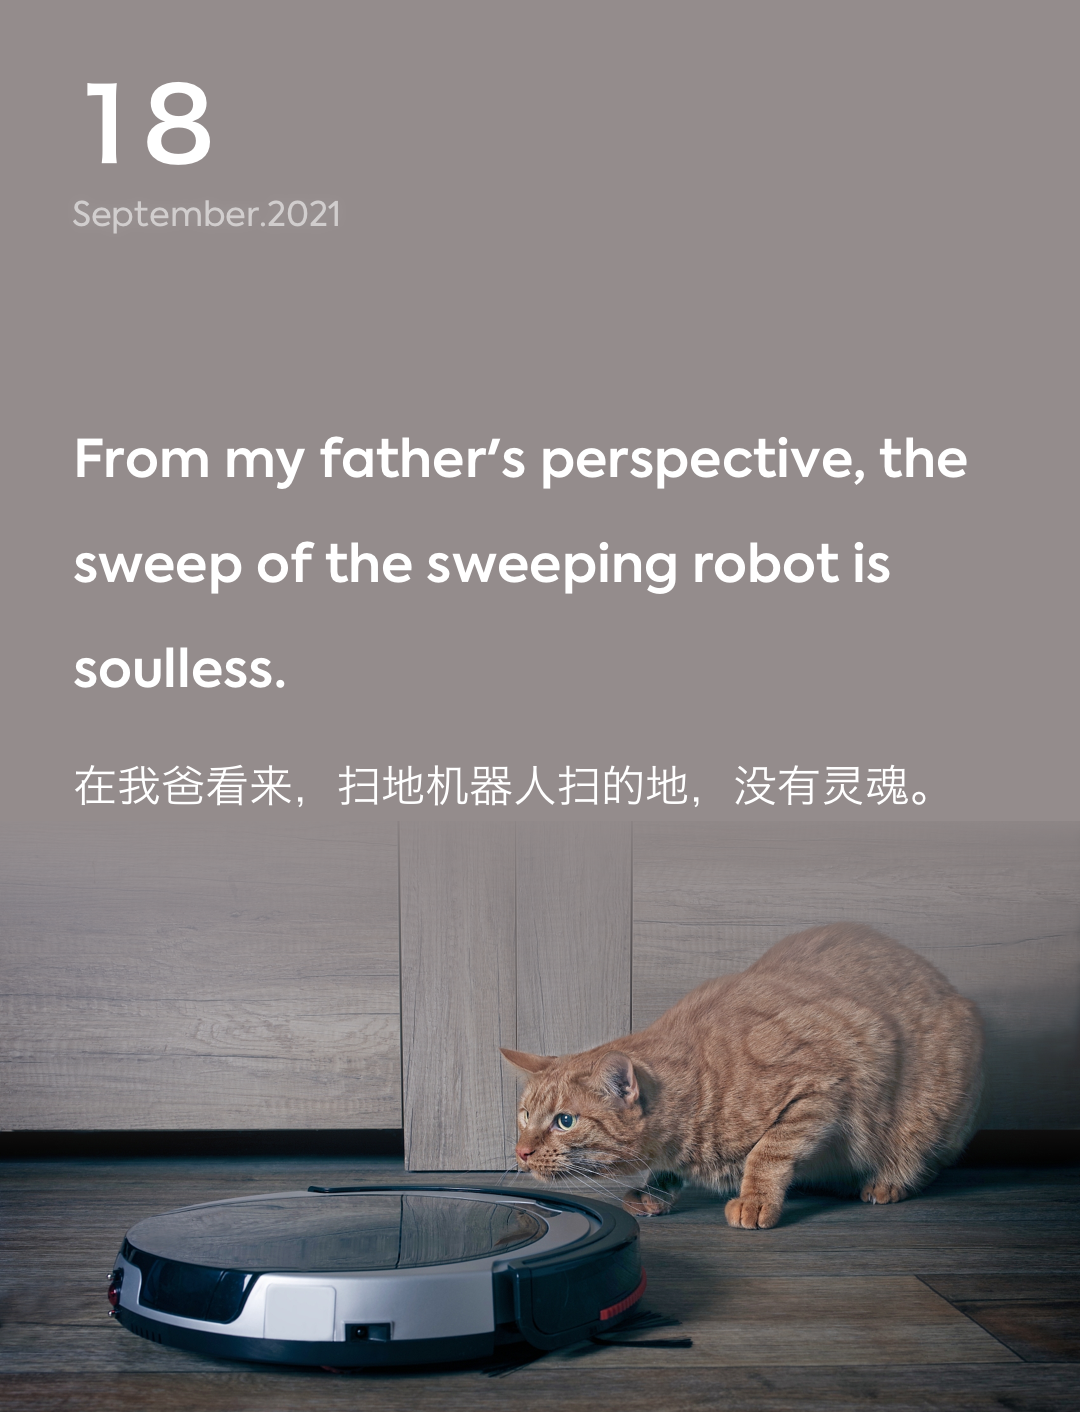 18
September.2021
From my father's perspective, the
sweep of the sweeping robot is
soulless.
在我爸看来，扫地机器人扫的地，没有灵魂。